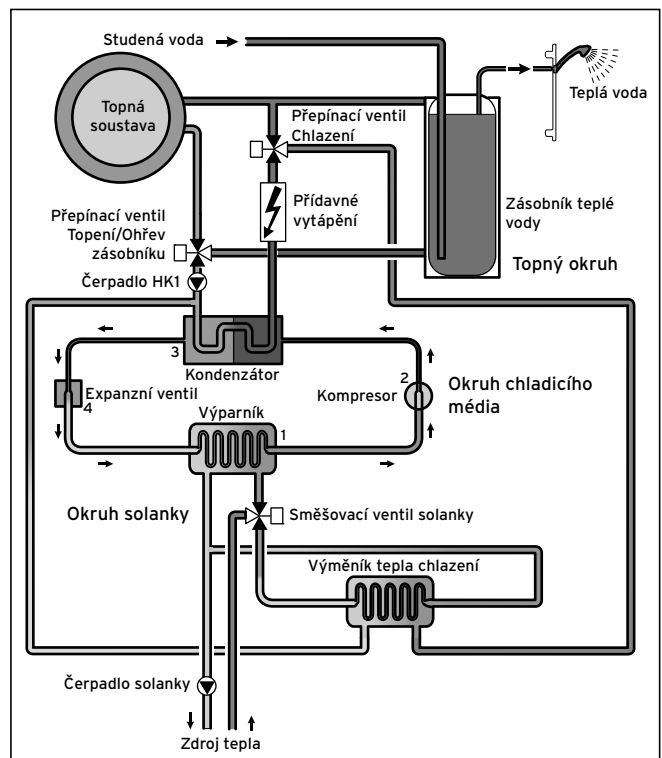 Studená voda
Teplá voda
Topná
soustava
Přepínací ventil
Chlazení
Přídavné
vytápění
Zásobník teplé
vody
Přepínací ventil
Topení/Ohřev
zásobníku
Topný okruh
Čerpadlo HK1
3
Kondenzátor
2
Kompresor
Okruh chladicího
média
Expanzní ventil
4
Výparník
1
Okruh solanky
Směšovací ventil solanky
Výměník tepla chlazení
Čerpadlo solanky
Zdroj tepla